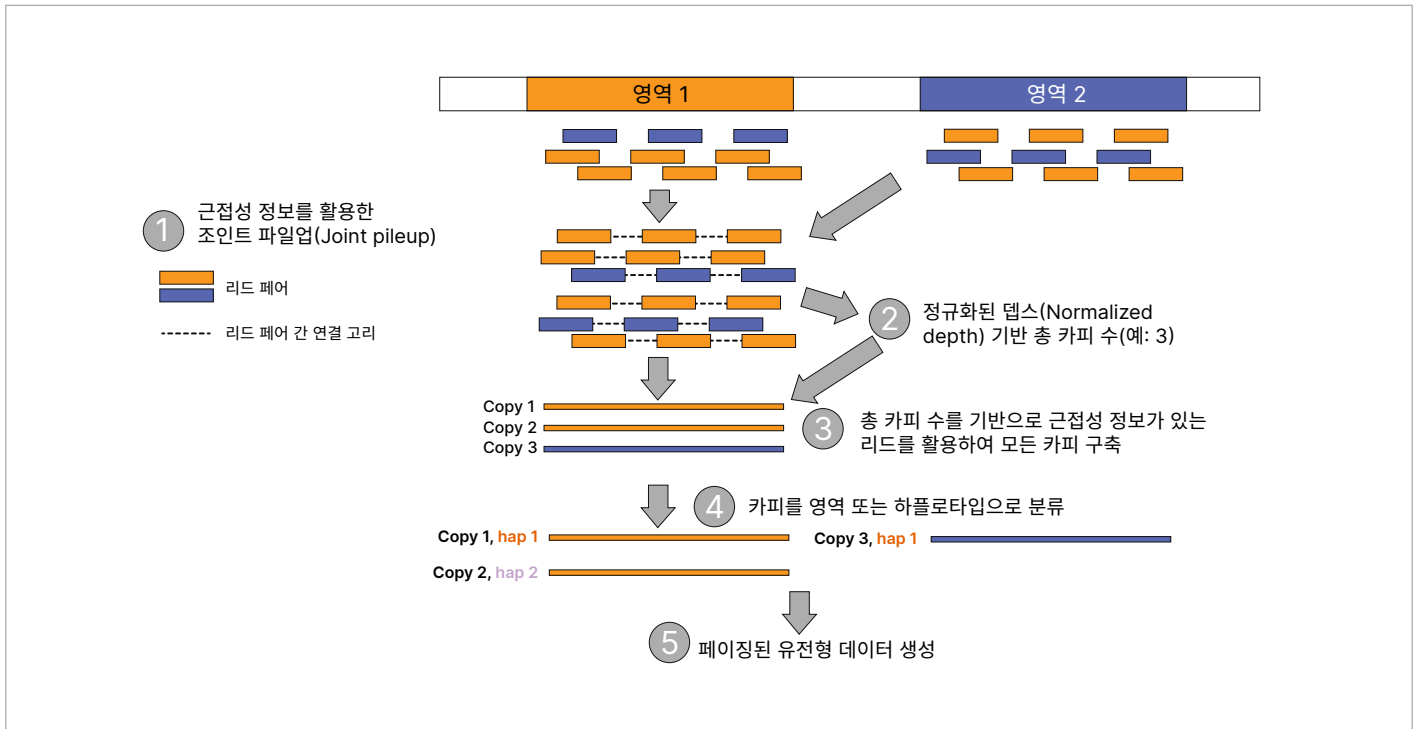 영역 1
영역 2
1
근접성 정보를 활용한
조인트 파일업(Joint pileup)
리드 페어
리드 페어 간 연결 고리
2
정규화된 뎁스(Normalized
depth) 기반 총 카피 수(예: 3)
Copy 1
Copy 2
Copy 3
3
총 카피 수를 기반으로 근접성 정보가 있는
리드를 활용하여 모든 카피 구축
4
카피를 영역 또는 하플로타입으로 분류
Copy 1, hap 1
Copy 3, hap 1
Copy 2, hap 2
5
페이징된 유전형 데이터 생성